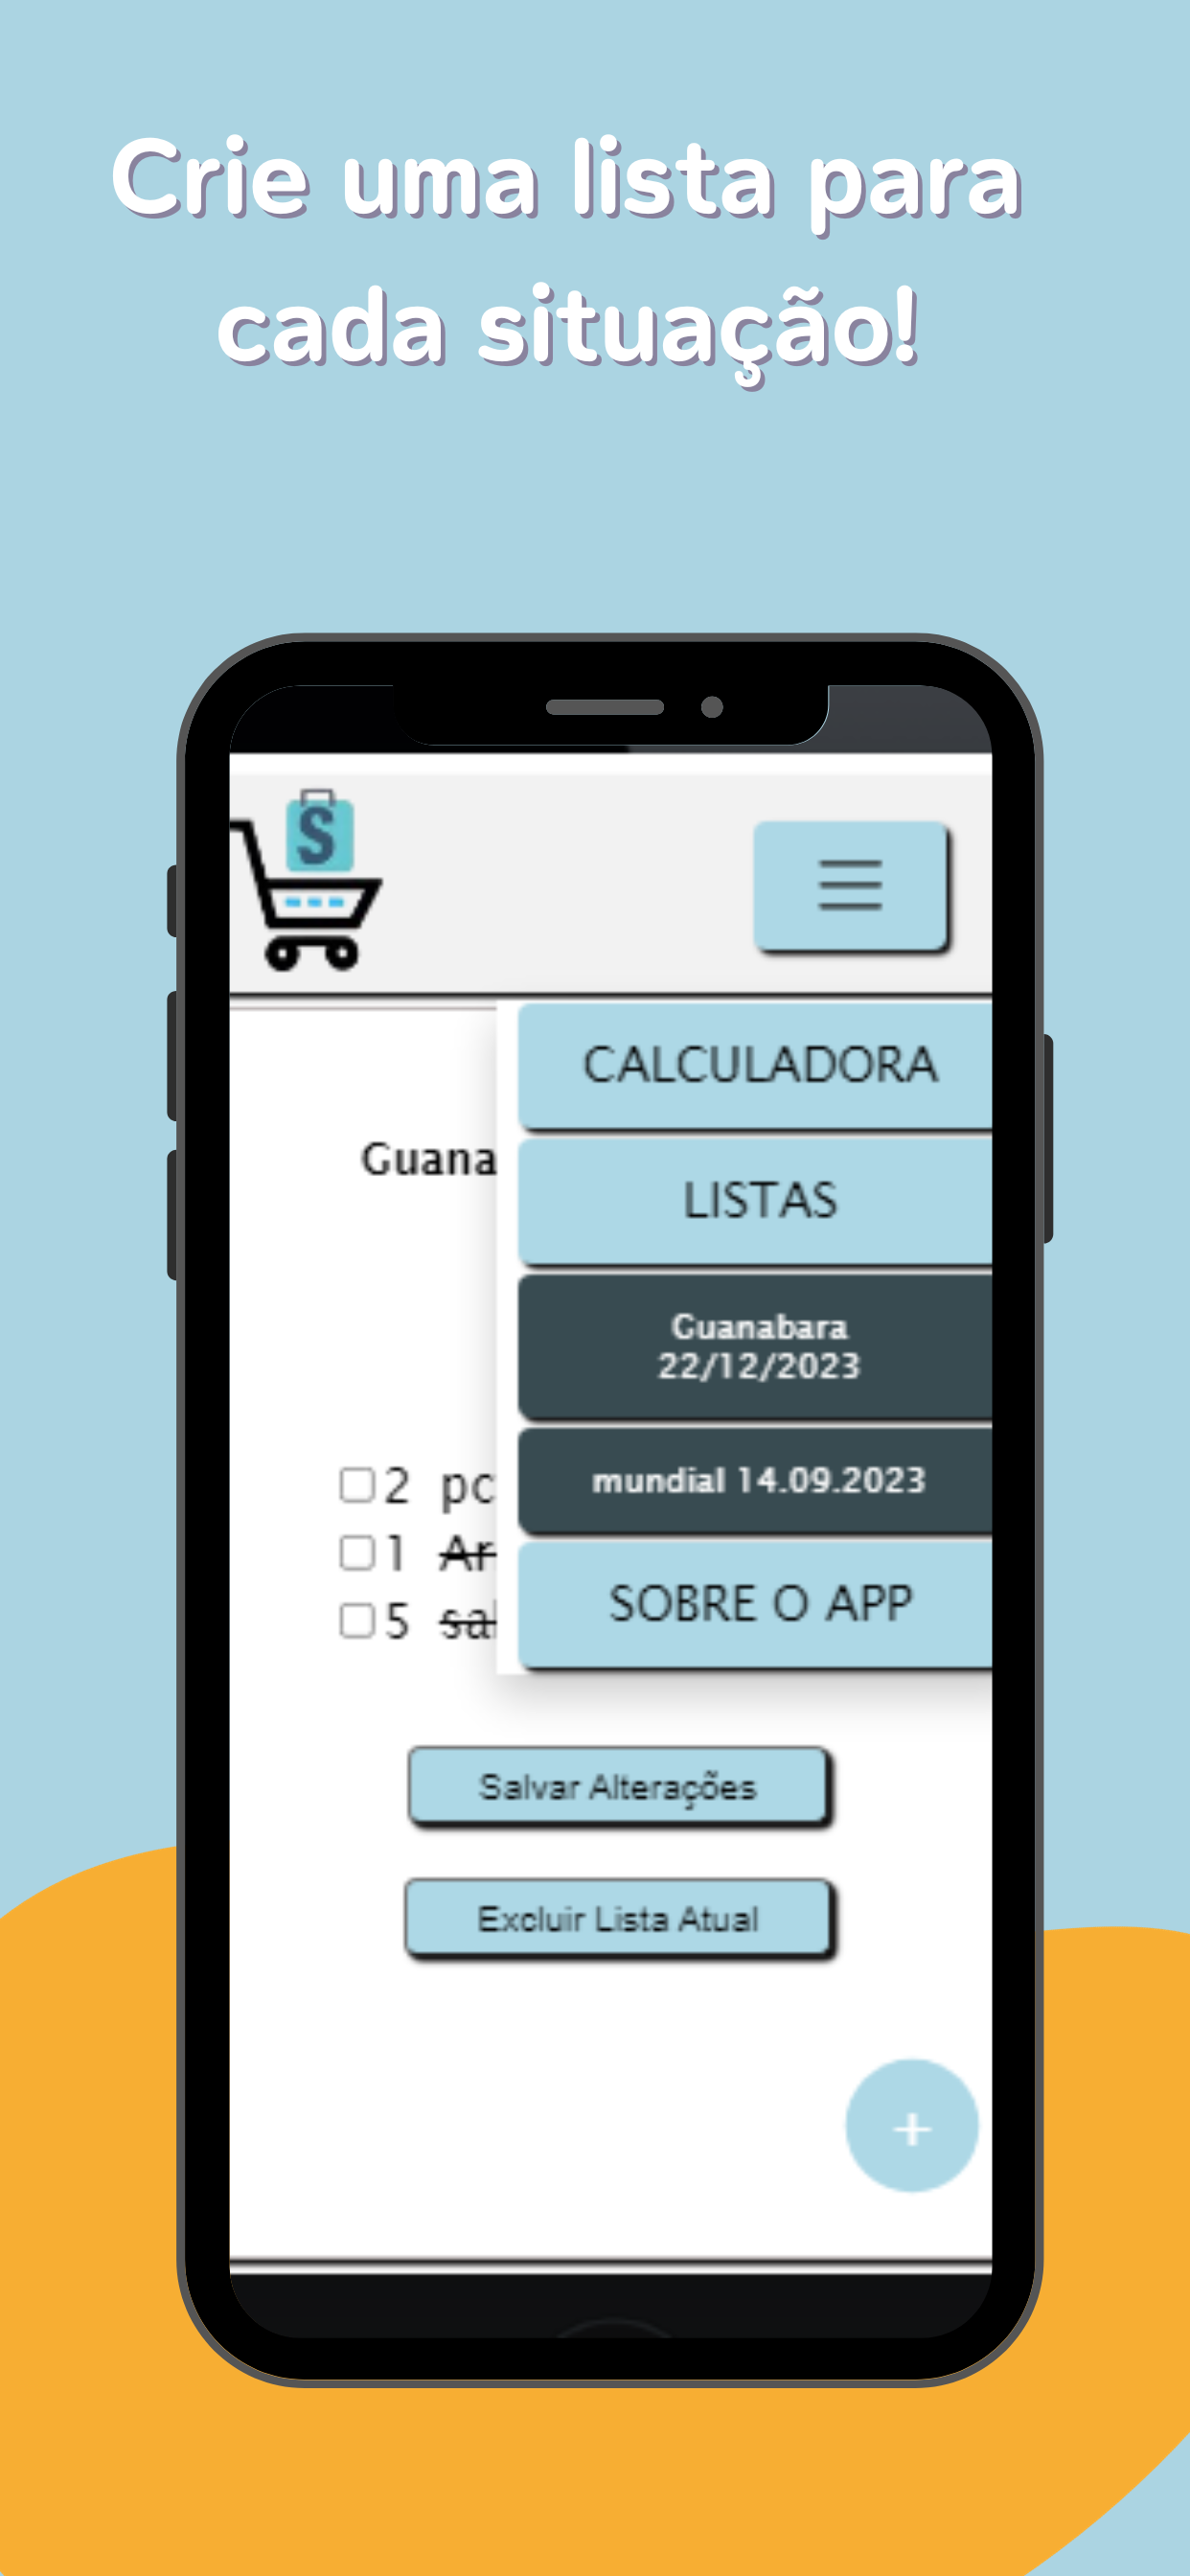 Crie uma lista para
cada situação!
S
CALCULADORA
Guana
LISTAS
Guanabara
22/12/2023
mundial 14.09.2023
2 pc
1 Ar
5 sal
SOBRE O APP
Salvar Alterações
Excluir Lista Atual
+